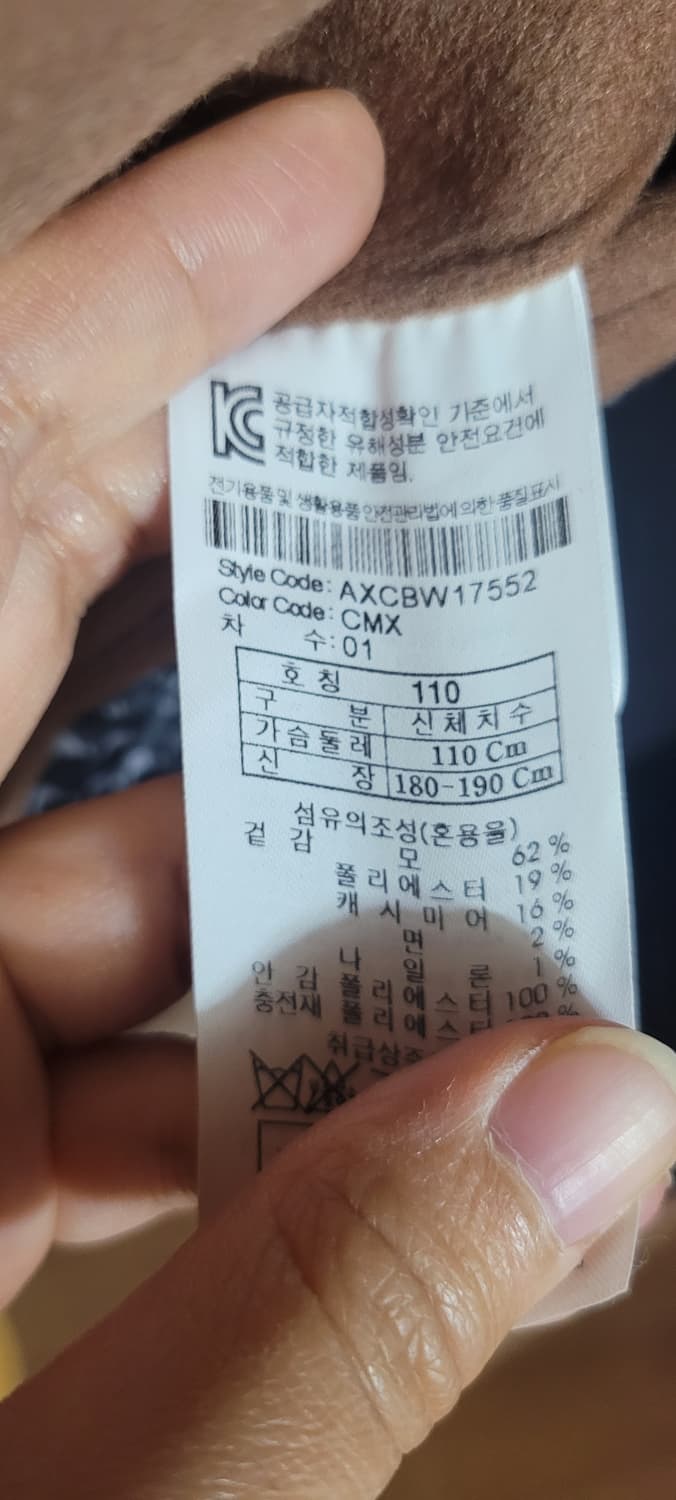 KC
공급자적합성확인 기준에서
규정한 유해성분 안전요건에
적합한 제품임.
전기용품 및 생활용품 안전관리법에 의한 품질표시
Style Code: AXCBW17552
Color Code: CMX
차 수: 01
호 칭 110
구 분 신체치수
가슴둘레 110 Cm
신 장 180-190 Cm
섬유의조성(혼용율)
겉 감 모 62 %
폴리에스터 19 %
캐 시 미 어 16 %
면 2 %
나 일 론 1 %
안 감 폴리에스터 100 %
충전재 폴리에스터 %
취급상